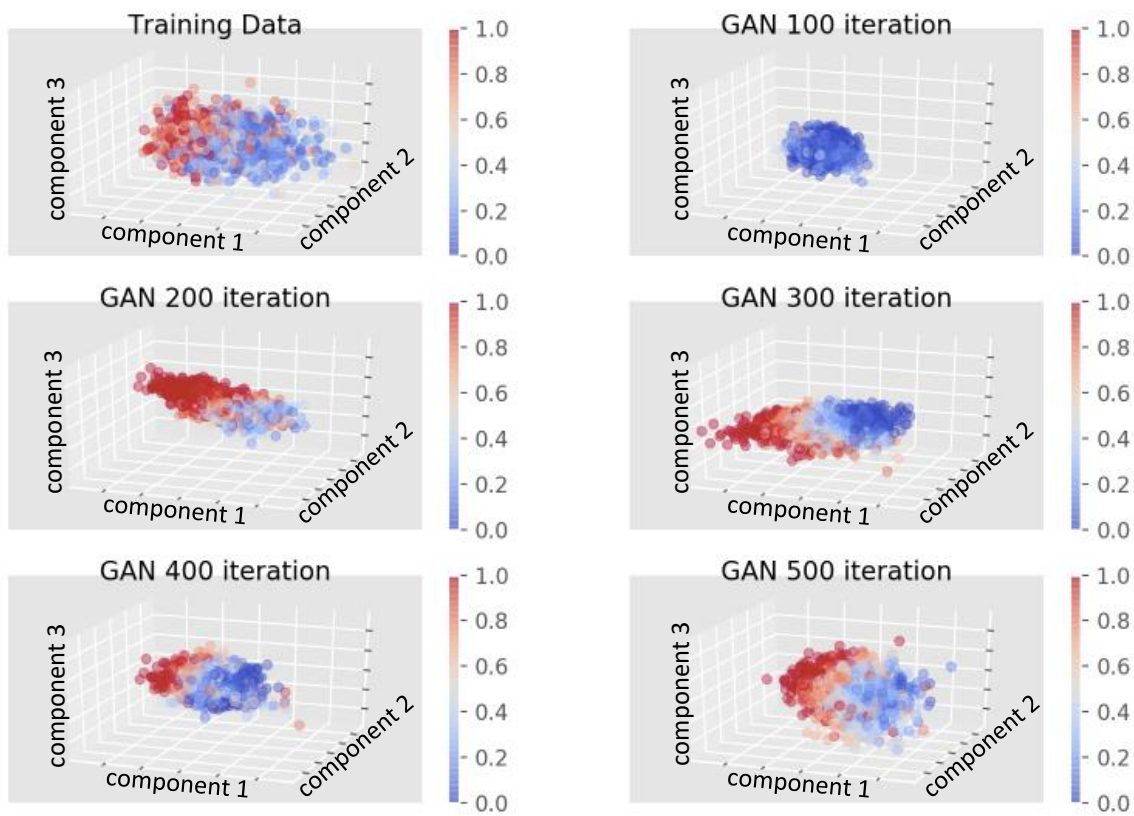 Training Data
component 3
component 1
component 2
1.0
0.8
0.6
0.4
0.2
0.0
GAN 100 iteration
component 3
component 1
component 2
1.0
0.8
0.6
0.4
0.2
0.0
GAN 200 iteration
component 3
component 1
component 2
1.0
0.8
0.6
0.4
0.2
0.0
GAN 300 iteration
component 3
component 1
component 2
1.0
0.8
0.6
0.4
0.2
0.0
GAN 400 iteration
component 3
component 1
component 2
1.0
0.8
0.6
0.4
0.2
0.0
GAN 500 iteration
component 3
component 1
component 2
1.0
0.8
0.6
0.4
0.2
0.0